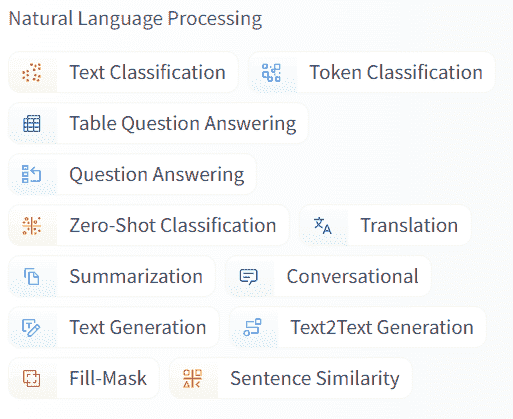 Natural Language Processing
Text Classification Token Classification
Table Question Answering
Question Answering
Zero-Shot Classification Translation
Summarization Conversational
Text Generation Text2Text Generation
Fill-Mask Sentence Similarity